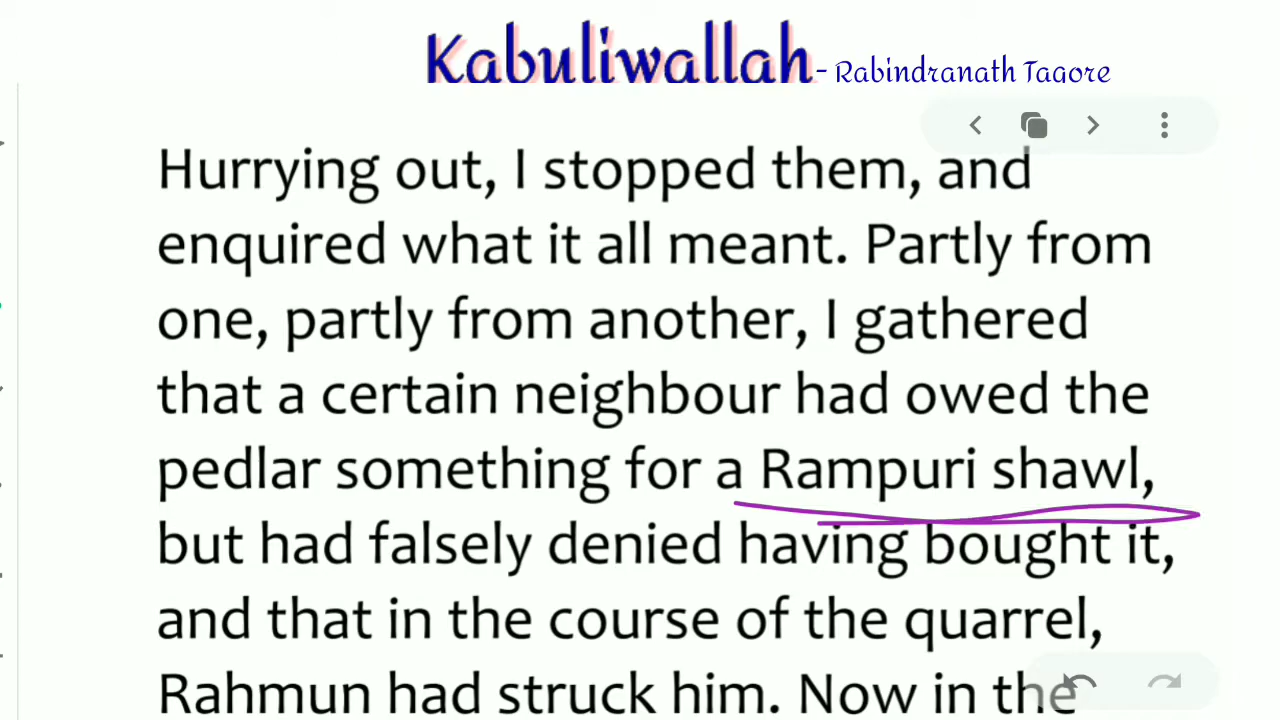 Kabuliwallah - Rabindranath Tagore
Hurrying out, I stopped them, and
enquired what it all meant. Partly from
one, partly from another, I gathered
that a certain neighbour had owed the
pedlar something for a Rampuri shawl,
but had falsely denied having bought it,
and that in the course of the quarrel,
Rahmun had struck him. Now in the